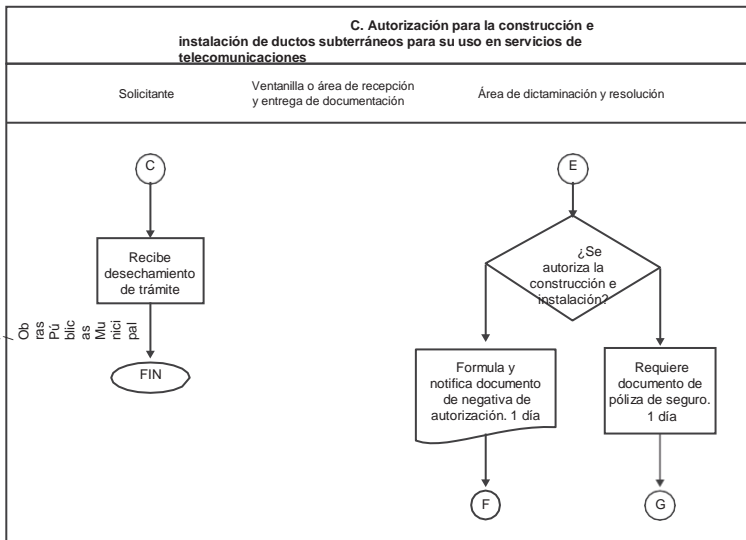 C. Autorización para la construcción e
instalación de ductos subterráneos para su uso en servicios de
telecomunicaciones
Solicitante
Ventanilla o área de recepción
y entrega de documentación
Área de dictaminación y resolución
C
E
Recibe
desechamiento
de trámite
¿Se
autoriza la
construcción e
instalación?
/
Ob
ras
Pú
blic
as
Mu
nici
pal
FIN
Formula y
notifica documento
de negativa de
autorización. 1 día
Requiere
documento de
póliza de seguro.
1 día
F
G